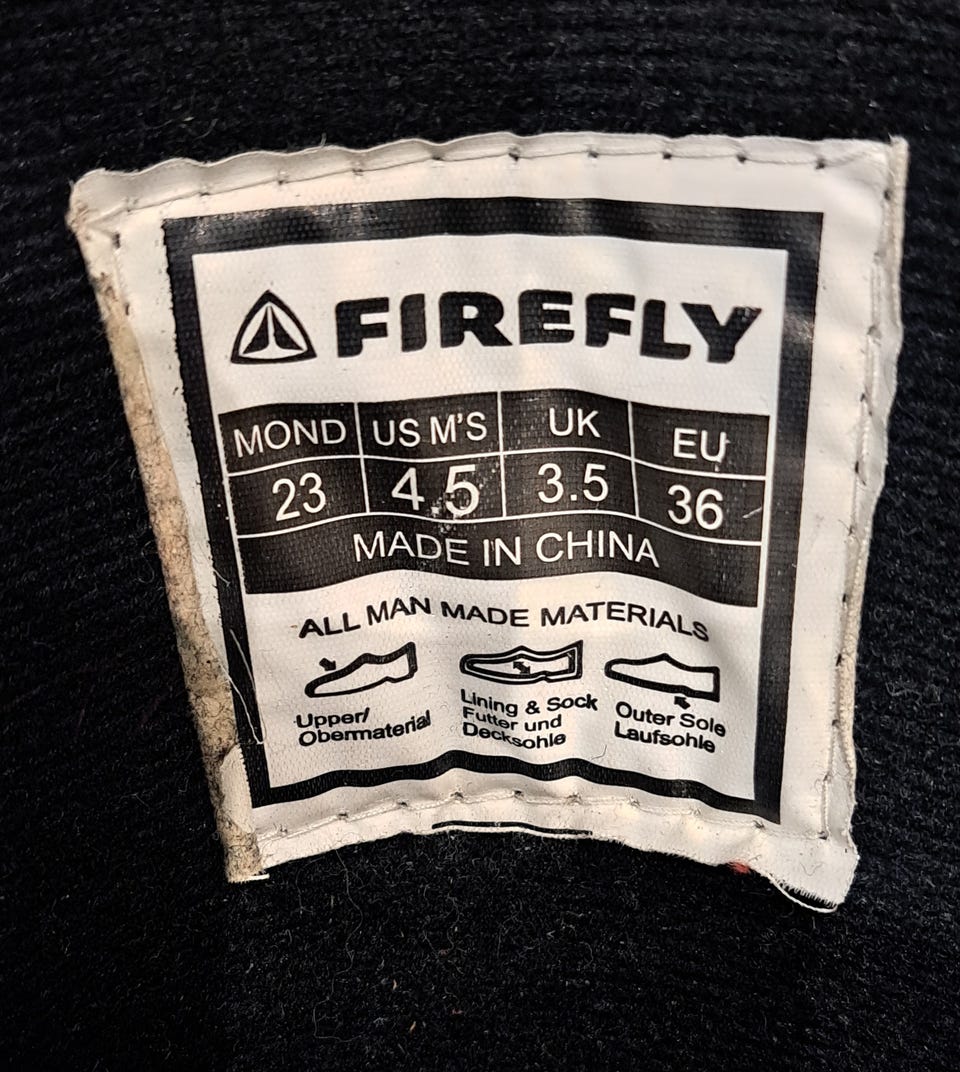 FIREFLY
MOND US M'S UK EU
23 4.5 3.5 36
MADE IN CHINA
ALL MAN MADE MATERIALS
Upper/
Obermaterial
Lining & Sock
Futter und
Decksohle
Outer Sole
Laufsohle